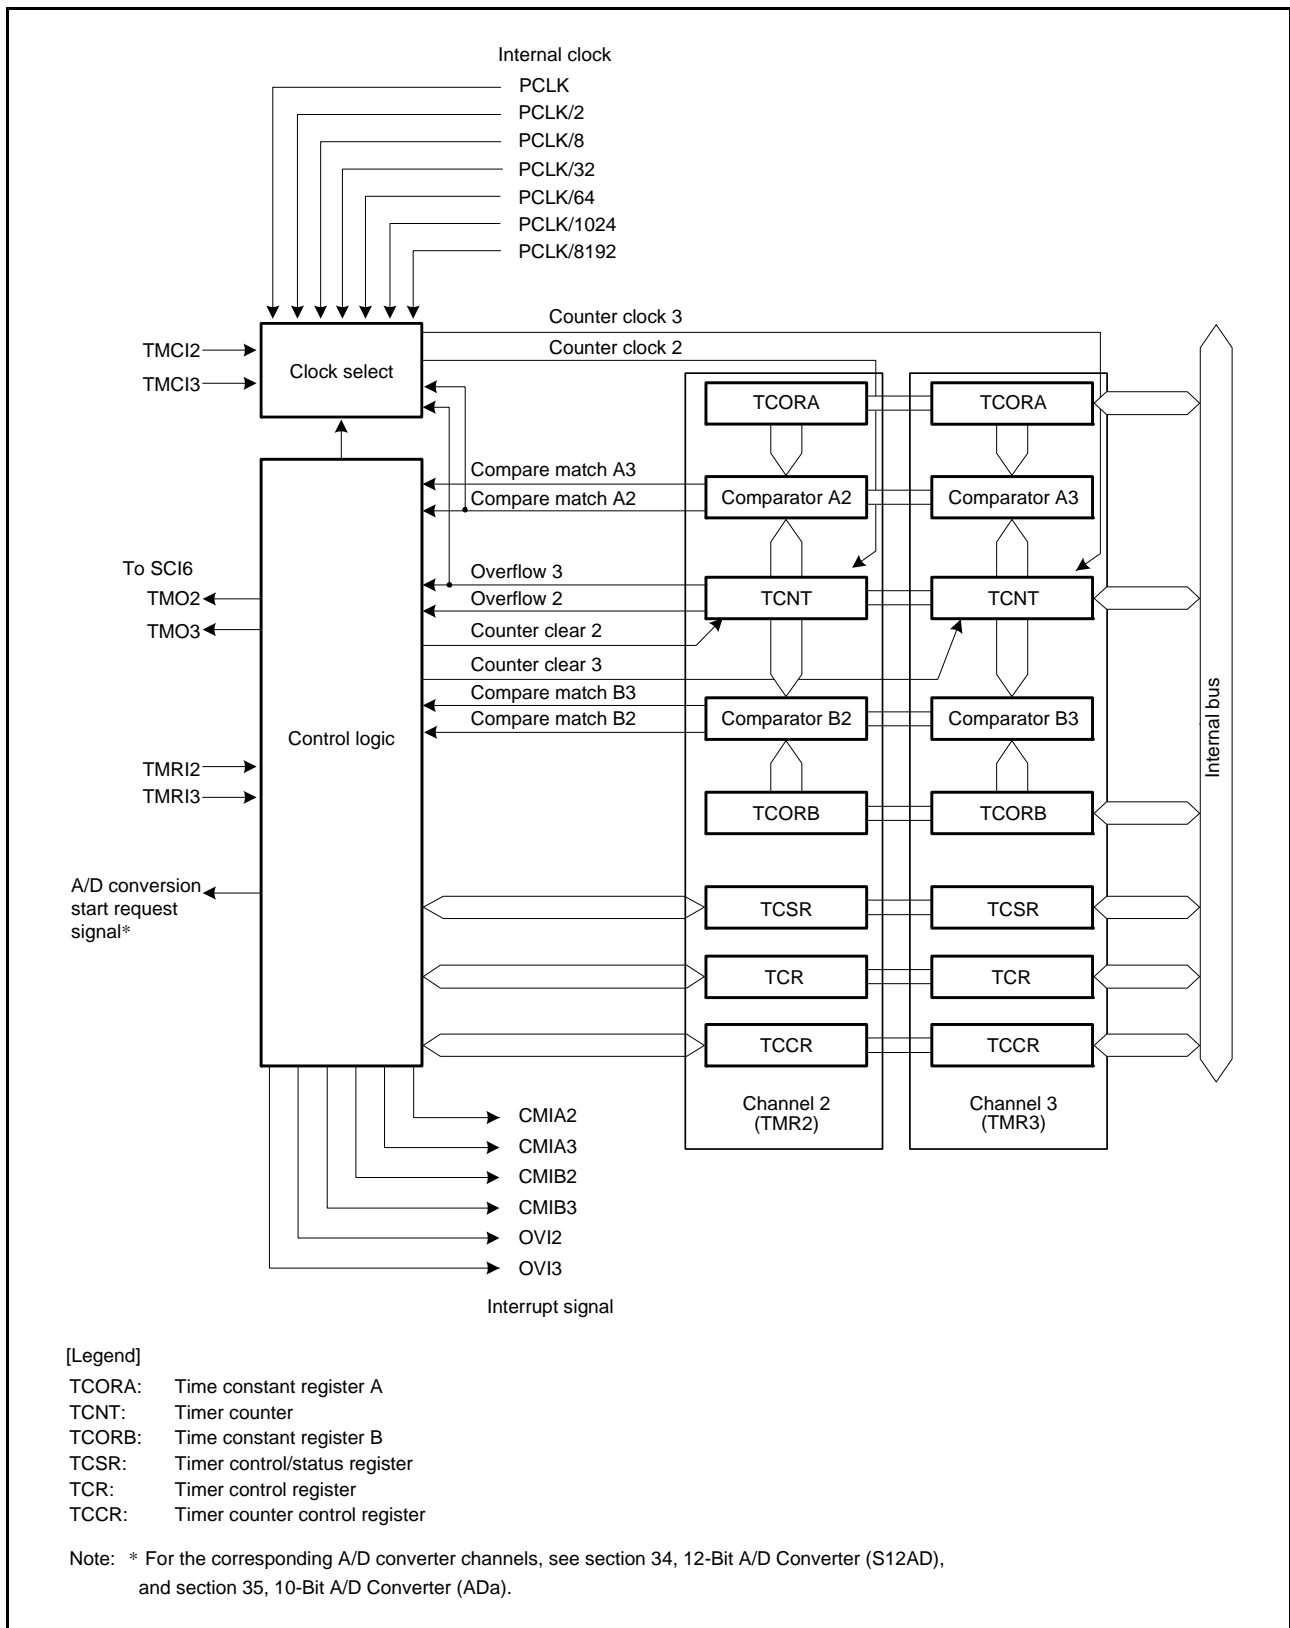 Internal clock
PCLK
PCLK/2
PCLK/8
PCLK/32
PCLK/64
PCLK/1024
PCLK/8192
Counter clock 3
Counter clock 2
TMCI2
TMCI3
Clock select
TCORA
TCORA
Compare match A3
Compare match A2
Comparator A2
Comparator A3
To SCI6
TMO2
TMO3
Overflow 3
Overflow 2
TCNT
TCNT
Counter clear 2
Counter clear 3
Compare match B3
Compare match B2
Comparator B2
Comparator B3
Control logic
Internal bus
TMRI2
TMRI3
TCORB
TCORB
A/D conversion
start request
signal*
TCSR
TCSR
TCR
TCR
TCCR
TCCR
Channel 2
(TMR2)
Channel 3
(TMR3)
CMIA2
CMIA3
CMIB2
CMIB3
OVI2
OVI3
Interrupt signal
[Legend]
TCORA: Time constant register A
TCNT: Timer counter
TCORB: Time constant register B
TCSR: Timer control/status register
TCR: Timer control register
TCCR: Timer counter control register
Note: * For the corresponding A/D converter channels, see section 34, 12-Bit A/D Converter (S12AD),
and section 35, 10-Bit A/D Converter (ADa).